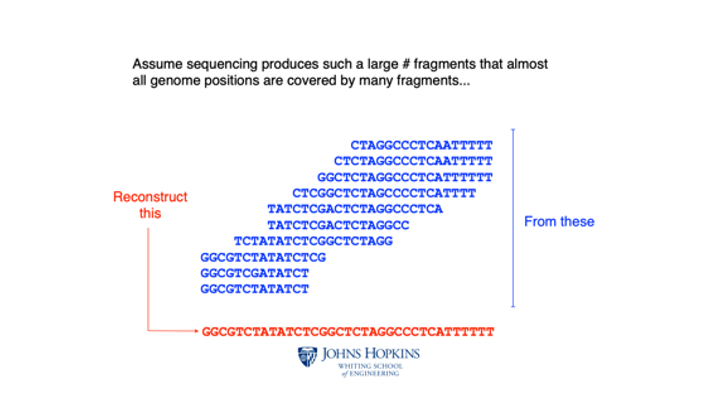 Assume sequencing produces such a large # fragments that almost
all genome positions are covered by many fragments...
CTAGGCCCTCAATTTTT
CTCTAGGCCCTCAATTTTT
GGCTCTAGGCCCTCATTTTTT
CTCGGCTCTAGCCCCTCATTTT
TATCTCGACTCTAGGCCCTCA
TATCTCGACTCTAGGCC
TCTATATCTCGGCTCTAGG
GGCGTCTATATCTCG
GGCGTCGATATCT
GGCGTCTATATCT
Reconstruct
this
From these
GGCGTCTATATCTCGGCTCTAGGCCCTCATTTTTT
JOHNS HOPKINS
WHITING SCHOOL
of ENGINEERING